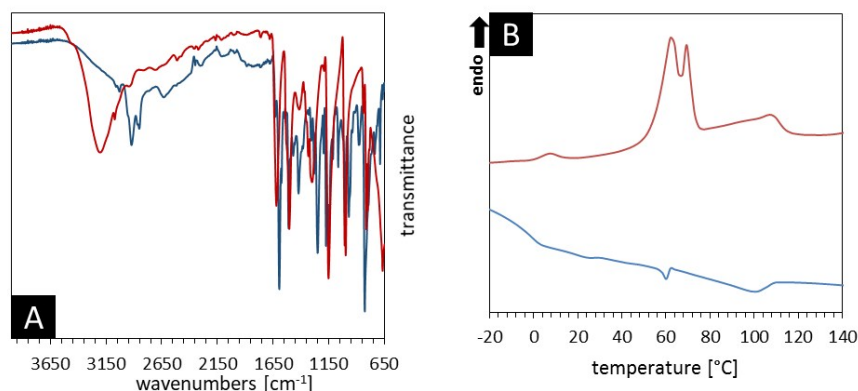 A
transmittance
3650 3150 2650 2150 1650 1150 650
wavenumbers [cm⁻¹]
B
endo
-20 0 20 40 60 80 100 120 140
temperature [°C]